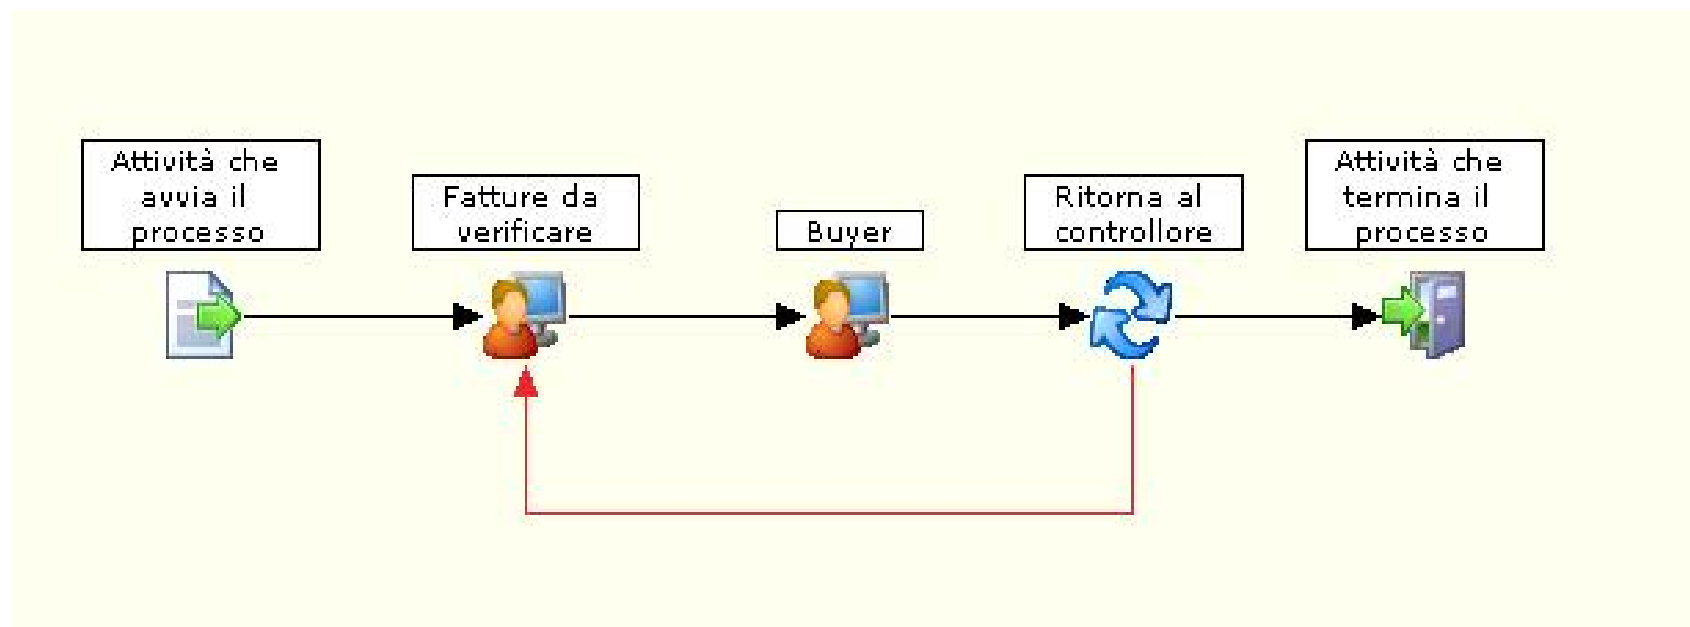 Attività che
avvia il
processo
Fatture da
verificare
Buyer
Ritorna al
controllore
Attività che
termina il
processo